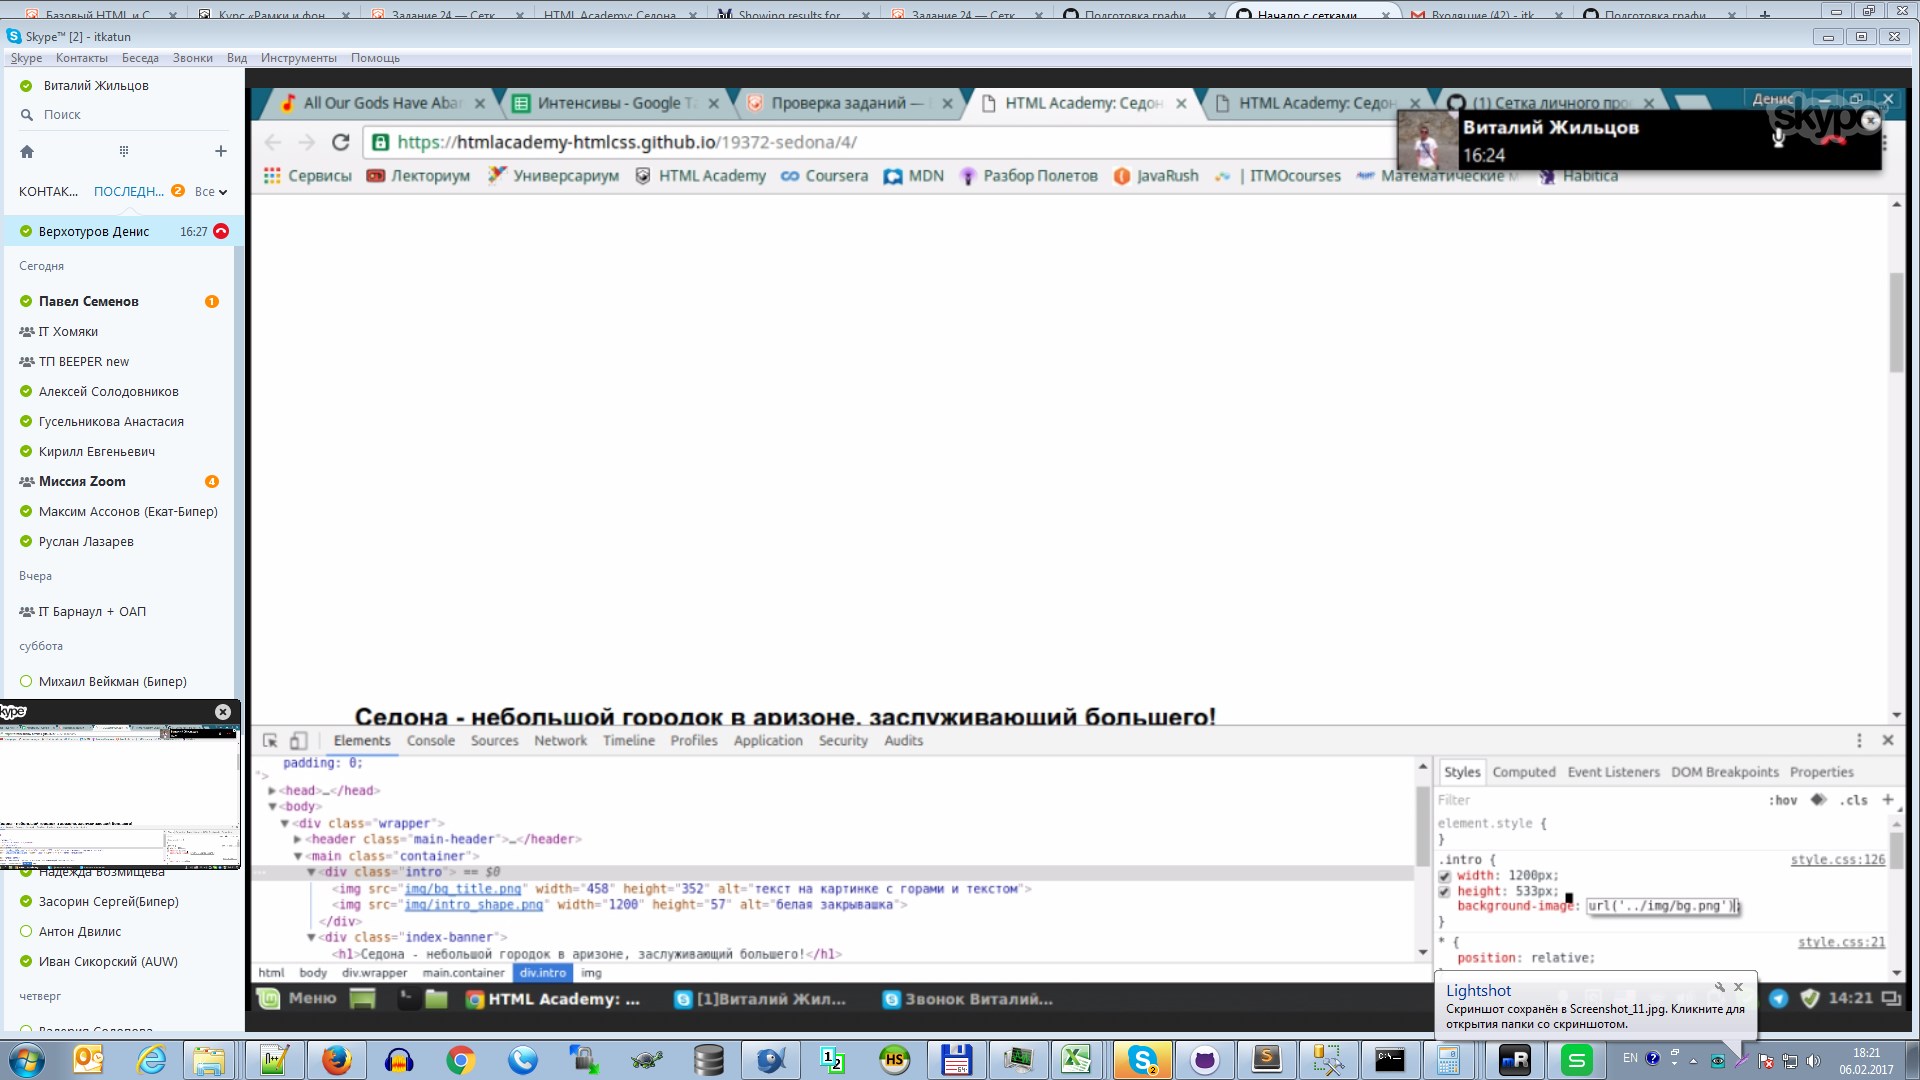 Базовый HTML и С
Курс «Рамки и фон
Задание 24 — Сетк
HTML Academy: Седона
Showing results for
Задание 24 — Сетк
Подготовка графи
Начало с сетками
Входящие (42) - itk
Подготовка графи
Skype™ [2] - itkatun
Skype Контакты Беседа Звонки Вид Инструменты Помощь
Виталий Жильцов
Поиск
КОНТАК... ПОСЛЕДН... 2 Все
Верхотуров Денис 16:27
Сегодня
Павел Семенов 1
IT Хомяки
ТП BEEPER new
Алексей Солодовников
Гусельникова Анастасия
Кирилл Евгеньевич
Миссия Zoom 4
Максим Ассонов (Екат-Бипер)
Руслан Лазарев
Вчера
IT Барнаул + ОАП
суббота
Михаил Вейкман (Бипер)
Надежда Возмищева
Засорин Сергей(Бипер)
Антон Двилис
Иван Сикорский (AUW)
четверг
Валерия Солопова
All Our Gods Have Aba
Интенсивы - Google Т
Проверка заданий —
HTML Academy: Седон
HTML Academy: Седон
(1) Сетка личного про
Денис
skype
https://htmlacademy-htmlcss.github.io/19372-sedona/4/
Виталий Жильцов
16:24
Сервисы Лекториум Универсариум HTML Academy Coursera MDN Разбор Полетов JavaRush | ITMOcourses Математические Habitica
Седона - небольшой городок в аризоне, заслуживающий большего!
Elements Console Sources Network Timeline Profiles Application Security Audits
padding: 0;
">
<head>…</head>
<body>
<div class="wrapper">
<header class="main-header">…</header>
<main class="container">
<div class="intro"> == $0
<img src="img/bg_title.png" width="458" height="352" alt="текст на картинке с горами и текстом">
<img src="img/intro_shape.png" width="1200" height="57" alt="белая закрывашка">
</div>
<div class="index-banner">
<h1>Седона - небольшой городок в аризоне, заслуживающий большего!</h1>
html body div.wrapper main.container div.intro img
Styles Computed Event Listeners DOM Breakpoints Properties
Filter :hov .cls +
element.style {
}
.intro { style.css:126
width: 1200px;
height: 533px;
background-image: url('../img/bg.png');
}
* { style.css:21
position: relative;
Меню HTML Academy: ... [1]Виталий Жил... Звонок Виталий... 14:21
Lightshot
Скриншот сохранён в Screenshot_11.jpg. Кликните для
открытия папки со скриншотом.
EN
18:21
06.02.2017